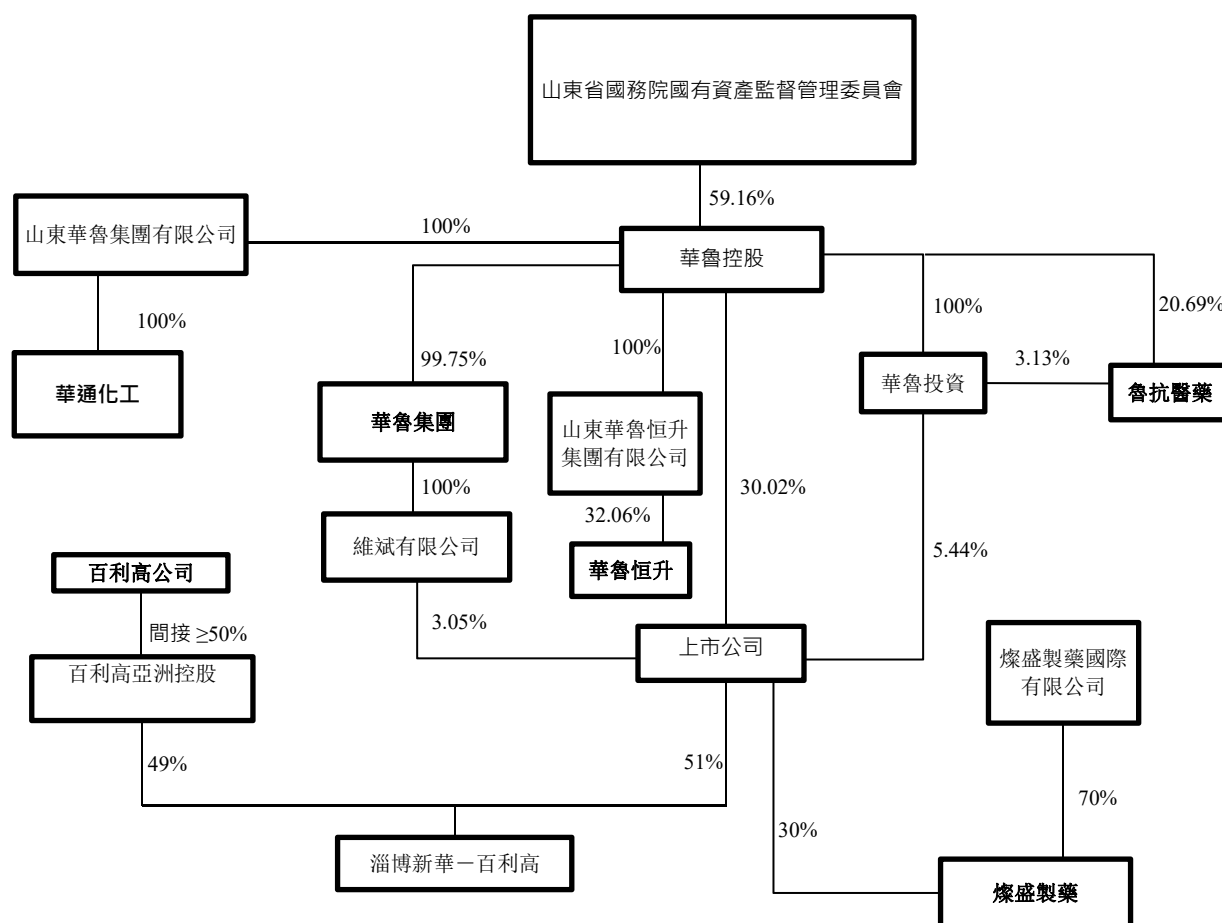 山東省國務院國有資產監督管理委員會
59.16%
山東華魯集團有限公司
100%
華魯控股
100%
華通化工
99.75%
100%
100%
20.69%
3.13%
華魯集團
山東華魯恒升
集團有限公司
華魯投資
魯抗醫藥
100%
30.02%
32.06%
5.44%
維斌有限公司
華魯恒升
百利高公司
間接 ≥50%
3.05%
上市公司
燦盛製藥國際
有限公司
百利高亞洲控股
49%
51%
70%
30%
淄博新華－百利高
燦盛製藥